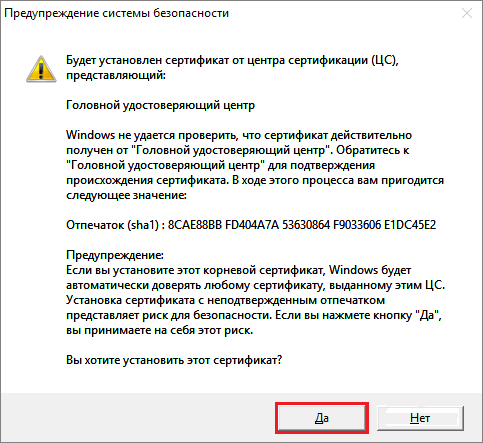 Предупреждение системы безопасности
Будет установлен сертификат от центра сертификации (ЦС),
представляющий:
Головной удостоверяющий центр
Windows не удается проверить, что сертификат действительно
получен от "Головной удостоверяющий центр". Обратитесь к
"Головной удостоверяющий центр" для подтверждения
происхождения сертификата. В ходе этого процесса вам пригодится
следующее значение:
Отпечаток (sha1) : 8CAE88BB FD404A7A 53630864 F9033606 E1DC45E2
Предупреждение:
Если вы установите этот корневой сертификат, Windows будет
автоматически доверять любому сертификату, выданному этим ЦС.
Установка сертификата с неподтвержденным отпечатком
представляет риск для безопасности. Если вы нажмете кнопку "Да",
вы принимаете на себя этот риск.
Вы хотите установить этот сертификат?
Да
Нет